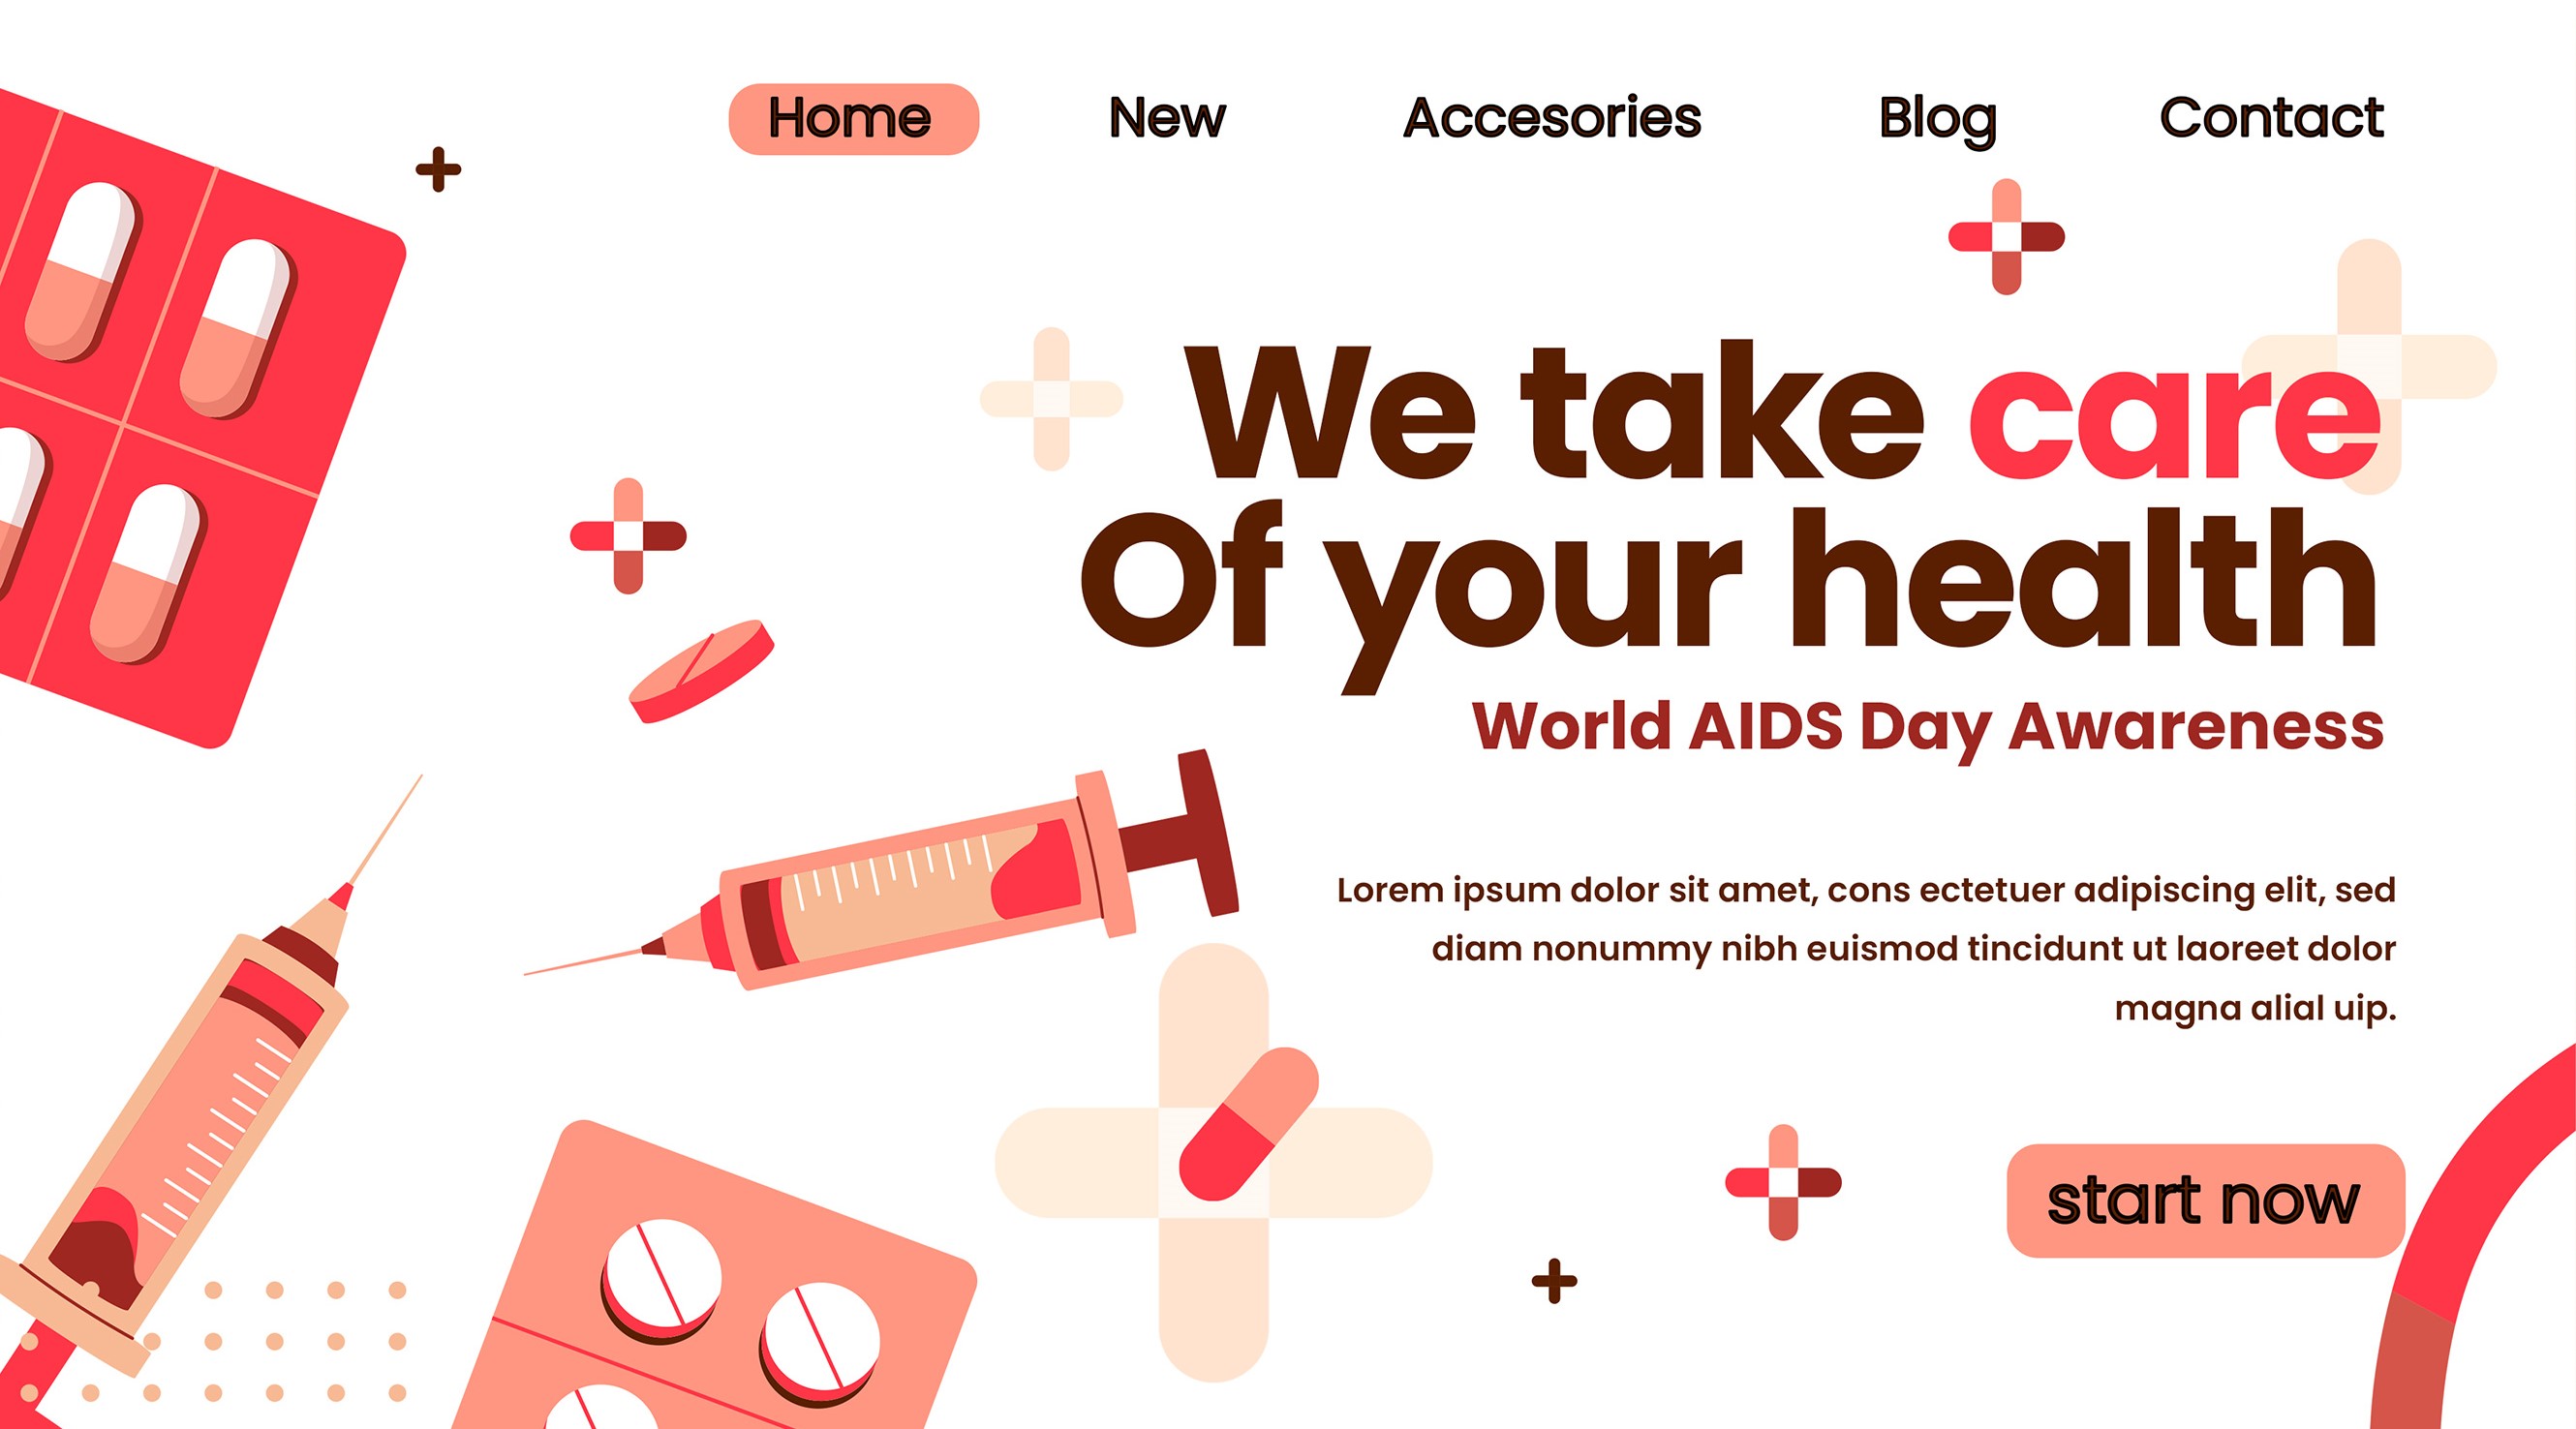 Home New Accesories Blog Contact
We take care
Of your health
World AIDS Day Awareness
Lorem ipsum dolor sit amet, cons ectetuer adipiscing elit, sed
diam nonummy nibh euismod tincidunt ut laoreet dolor
magna alial uip.
start now